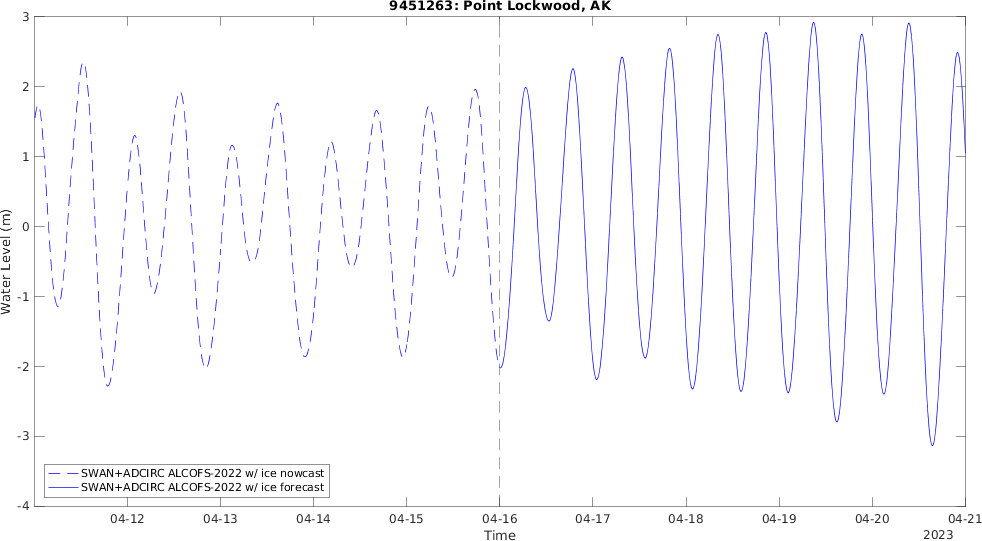 9451263: Point Lockwood, AK
3
2
1
0
-1
-2
-3
-4
Water Level (m)
SWAN+ADCIRC ALCOFS-2022 w/ ice nowcast
SWAN+ADCIRC ALCOFS-2022 w/ ice forecast
04-12 04-13 04-14 04-15 04-16 04-17 04-18 04-19 04-20 04-21
Time
2023